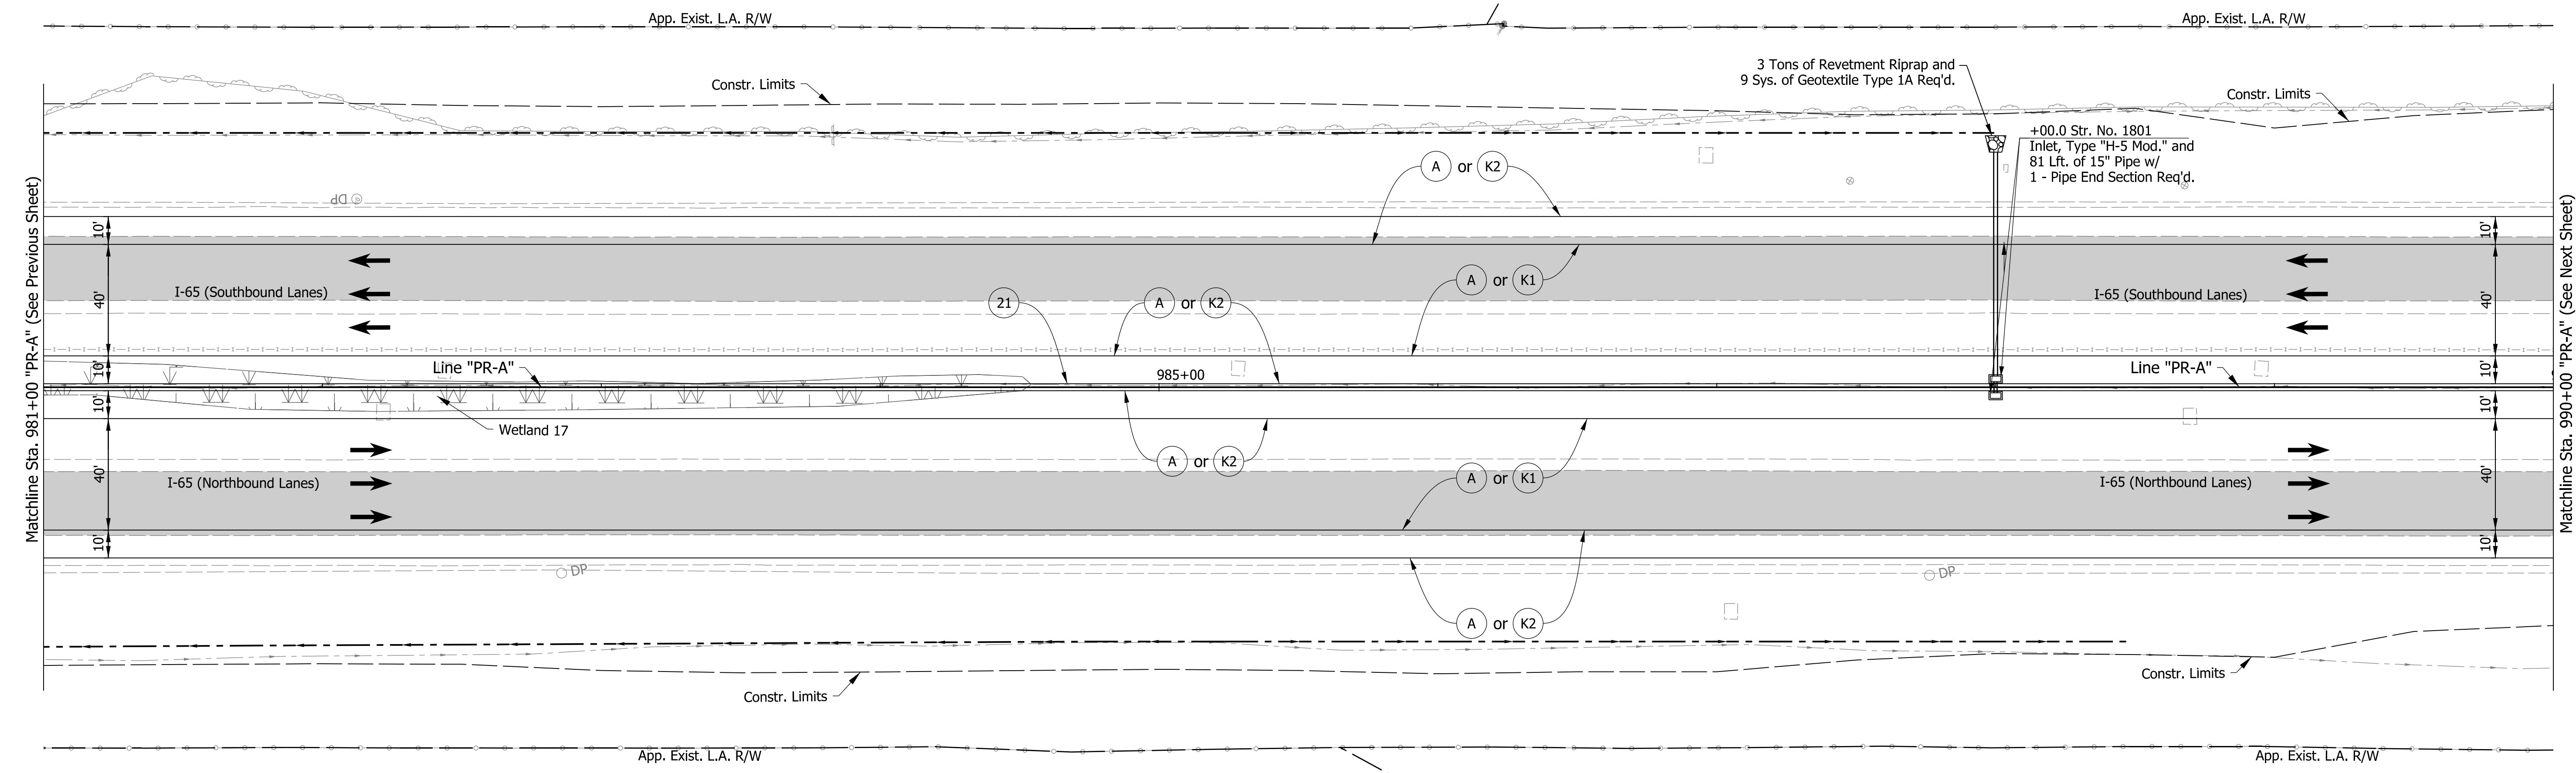 App. Exist. L.A. R/W
App. Exist. L.A. R/W
3 Tons of Revetment Riprap and
9 Sys. of Geotextile Type 1A Req'd.
Constr. Limits
Constr. Limits
+00.0 Str. No. 1801
Inlet, Type "H-5 Mod." and
81 Lft. of 15" Pipe w/
1 - Pipe End Section Req'd.
A or K2
DP
Matchline Sta. 981+00 "PR-A" (See Previous Sheet)
Matchline Sta. 990+00 "PR-A" (See Next Sheet)
10'
10'
A or K1
I-65 (Southbound Lanes)
40'
40'
I-65 (Southbound Lanes)
21
A or K2
10'
10'
Line "PR-A"
985+00
Line "PR-A"
10'
10'
Wetland 17
A or K2
A or K1
I-65 (Northbound Lanes)
40'
40'
I-65 (Northbound Lanes)
10'
10'
DP
DP
A or K2
Constr. Limits
Constr. Limits
App. Exist. L.A. R/W
App. Exist. L.A. R/W